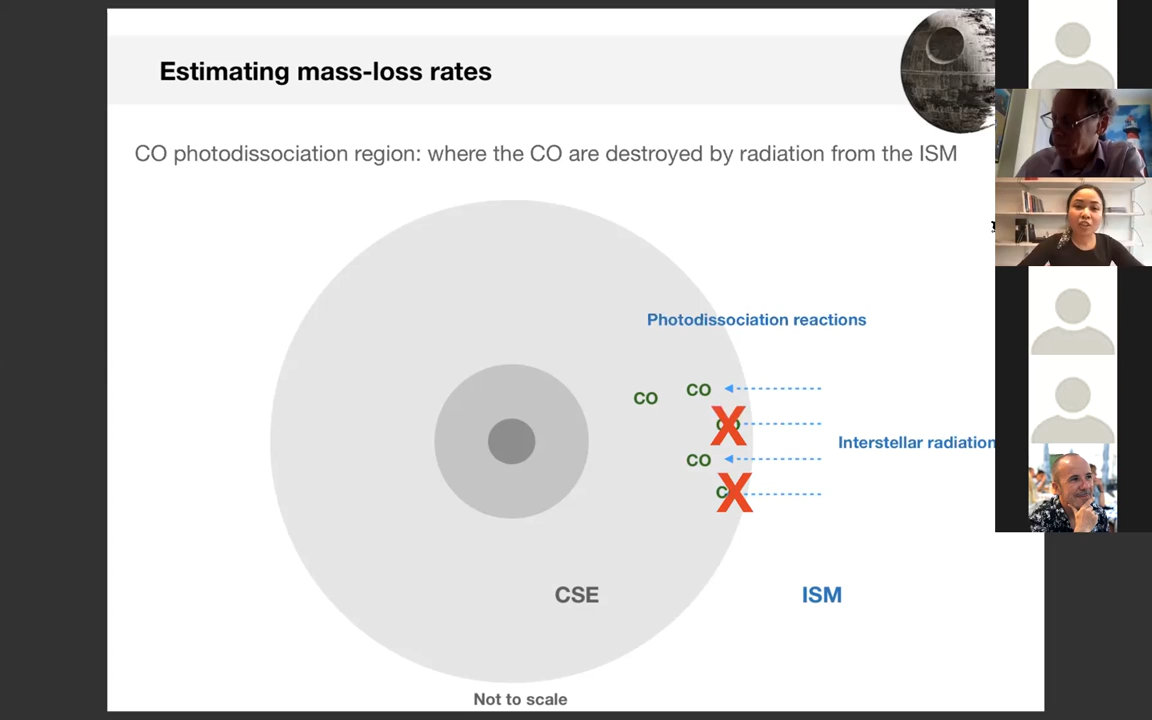 Estimating mass-loss rates
CO photodissociation region: where the CO are destroyed by radiation from the ISM
Photodissociation reactions
CO
CO
CO
CO
Interstellar radiation
CSE
ISM
Not to scale